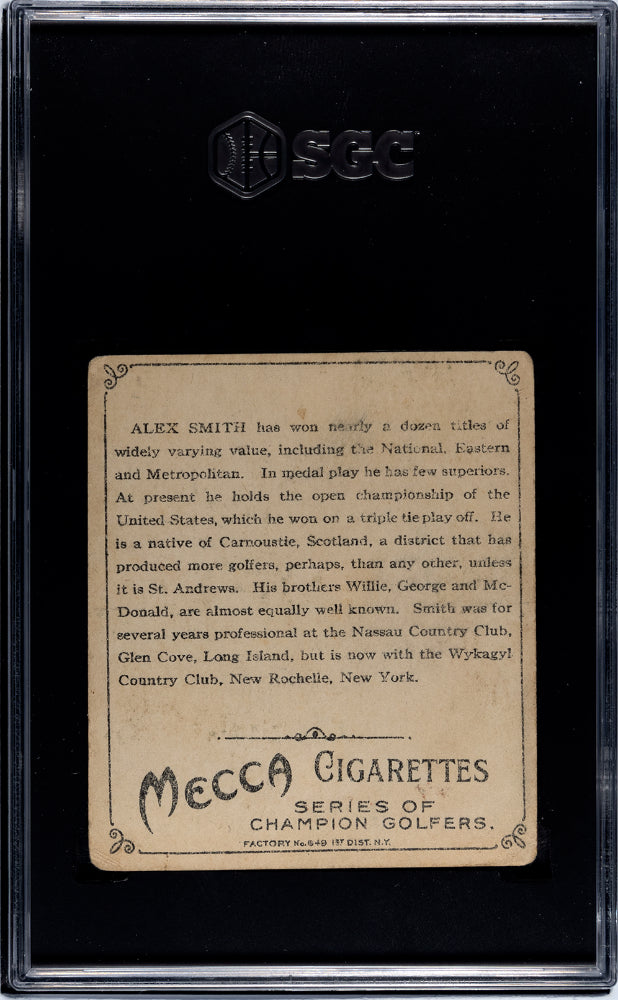 SGC
ALEX SMITH has won nearly a dozen titles of
widely varying value, including the National, Eastern
and Metropolitan. In medal play he has few superiors.
At present he holds the open championship of the
United States, which he won on a triple tie play off. He
is a native of Carnoustie, Scotland, a district that has
produced more golfers, perhaps, than any other, unless
it is St. Andrews. His brothers Willie, George and Mc-
Donald, are almost equally well known. Smith was for
several years professional at the Nassau Country Club,
Glen Cove, Long Island, but is now with the Wykagyl
Country Club, New Rochelle, New York.
MECCA CIGARETTES
SERIES OF
CHAMPION GOLFERS.
FACTORY No. 649 1ST DIST. N.Y.